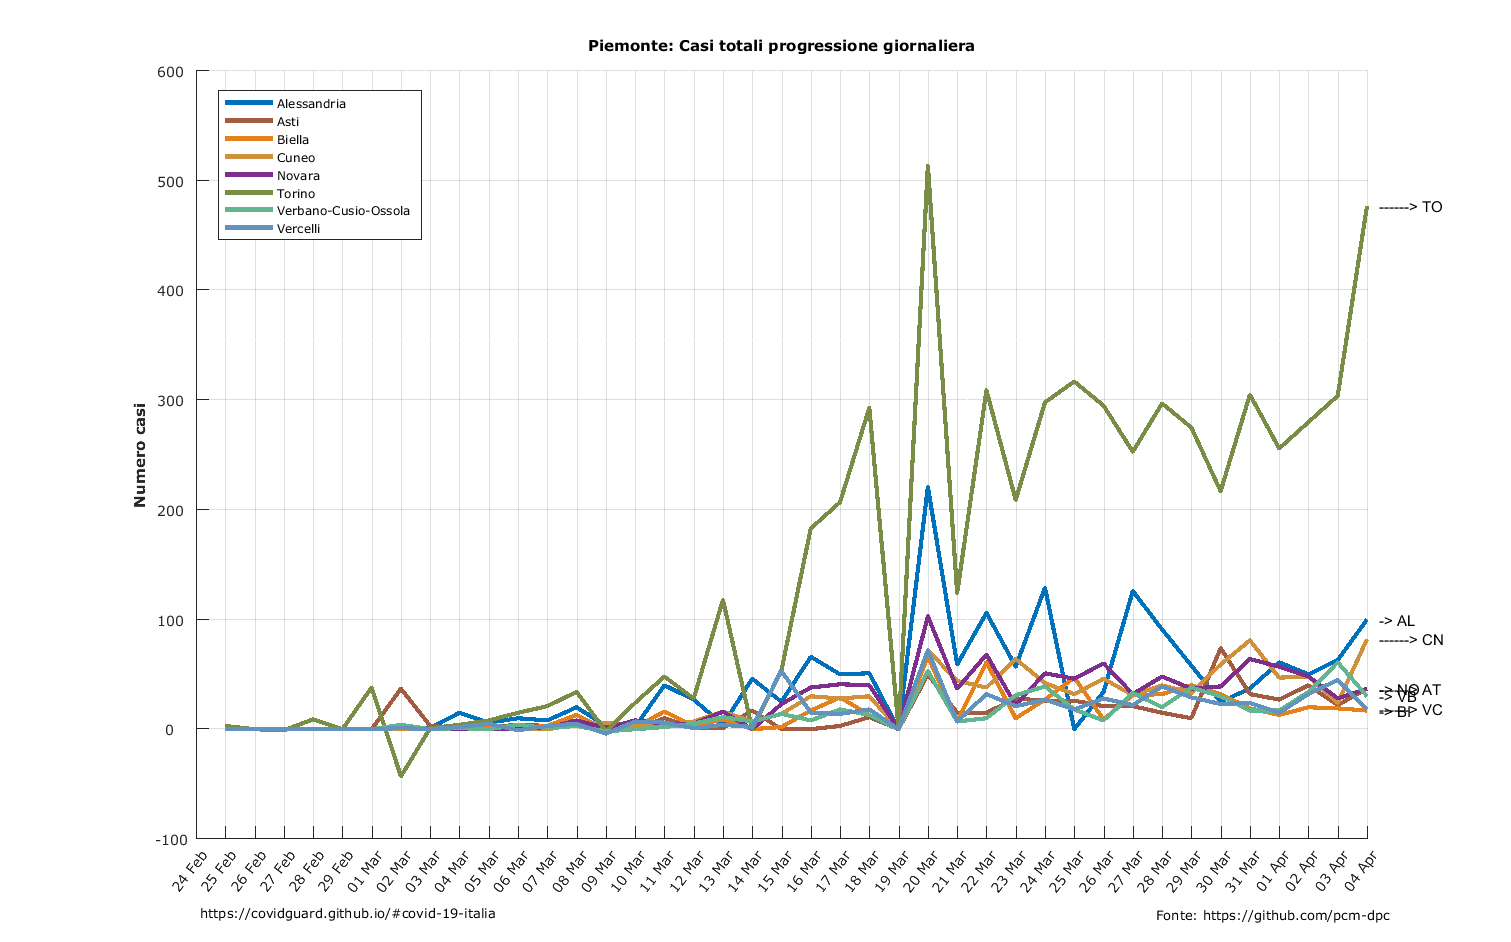 Piemonte: Casi totali progressione giornaliera
600
500
400
300
200
100
0
-100
Numero casi
Alessandria
Asti
Biella
Cuneo
Novara
Torino
Verbano-Cusio-Ossola
Vercelli
------> TO
-> AL
------> CN
-> NO
AT
-> VB
VC
-> BP
24 Feb
25 Feb
26 Feb
27 Feb
28 Feb
29 Feb
01 Mar
02 Mar
03 Mar
04 Mar
05 Mar
06 Mar
07 Mar
08 Mar
09 Mar
10 Mar
11 Mar
12 Mar
13 Mar
14 Mar
15 Mar
16 Mar
17 Mar
18 Mar
19 Mar
20 Mar
21 Mar
22 Mar
23 Mar
24 Mar
25 Mar
26 Mar
27 Mar
28 Mar
29 Mar
30 Mar
31 Mar
01 Apr
02 Apr
03 Apr
04 Apr
https://covidguard.github.io/#covid-19-italia
Fonte: https://github.com/pcm-dpc